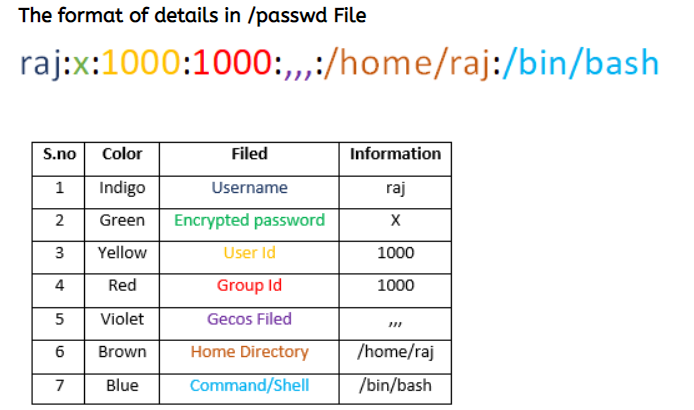 The format of details in /passwd File
raj:x:1000:1000:,,,:/home/raj:/bin/bash
S.no Color Filed Information
1 Indigo Username raj
2 Green Encrypted password X
3 Yellow User Id 1000
4 Red Group Id 1000
5 Violet Gecos Filed ,,,
6 Brown Home Directory /home/raj
7 Blue Command/Shell /bin/bash